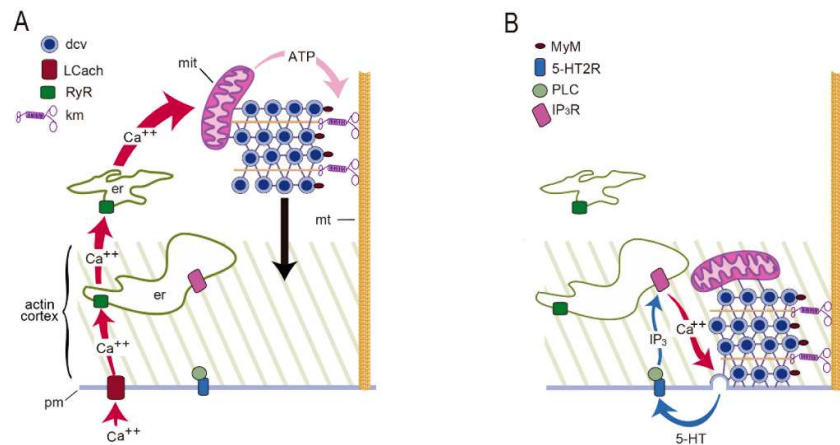 A
dcv
LCach
RyR
km
mit
ATP
Ca++
er
mt
Ca++
actin
cortex
er
Ca++
pm
Ca++
B
MyM
5-HT2R
PLC
IP₃R
IP₃
Ca++
5-HT